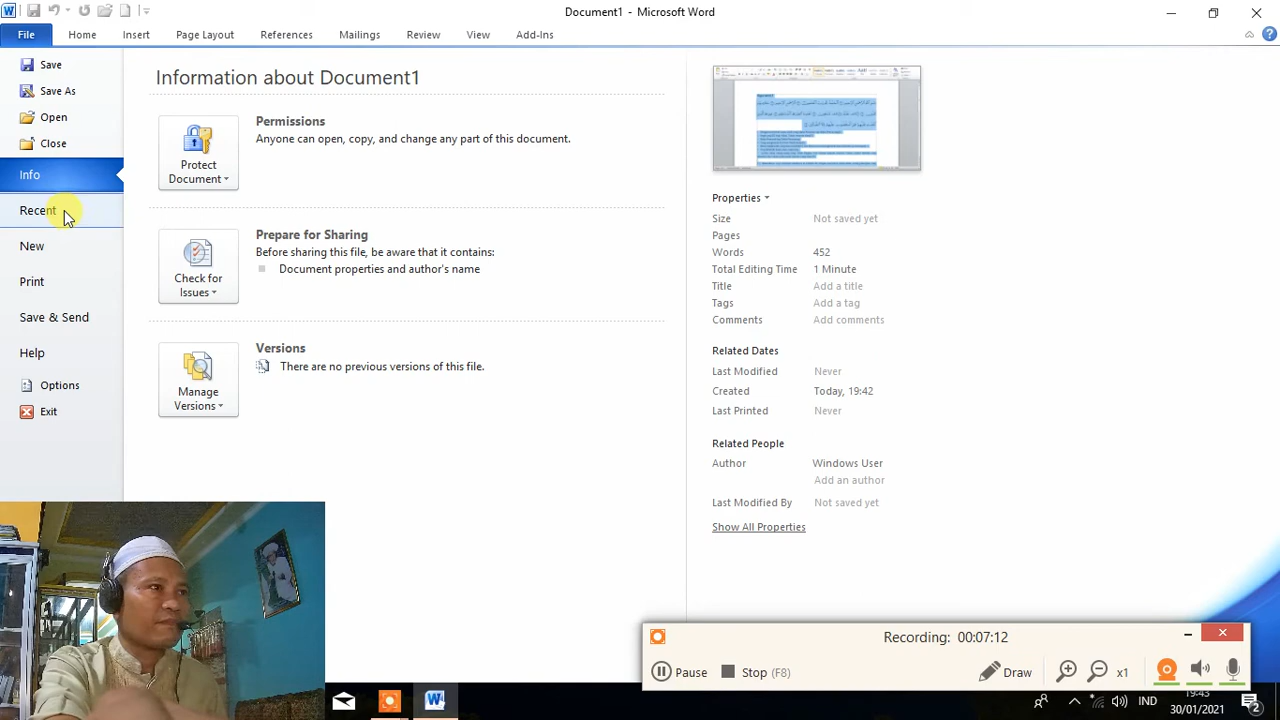 Document1 - Microsoft Word
File Home Insert Page Layout References Mailings Review View Add-Ins
Save
Save As
Open
Close
Info
Recent
New
Print
Save & Send
Help
Options
Exit
formation about Document1
Protect
Document
Permissions
Anyone can open, copy, and change any part of this document.
Check for
Issues
Prepare for Sharing
Before sharing this file, be aware that it contains:
Document properties and author's name
Manage
Versions
Versions
There are no previous versions of this file.
Properties
Size Not saved yet
Pages
Words 452
Total Editing Time 1 Minute
Title Add a title
Tags Add a tag
Comments Add comments
Related Dates
Last Modified Never
Created Today, 19:42
Last Printed Never
Related People
Author Windows User
Add an author
Last Modified By Not saved yet
Show All Properties
Recording: 00:07:12
Pause Stop (F8) Draw x1
IND
19:43
30/01/2021
2